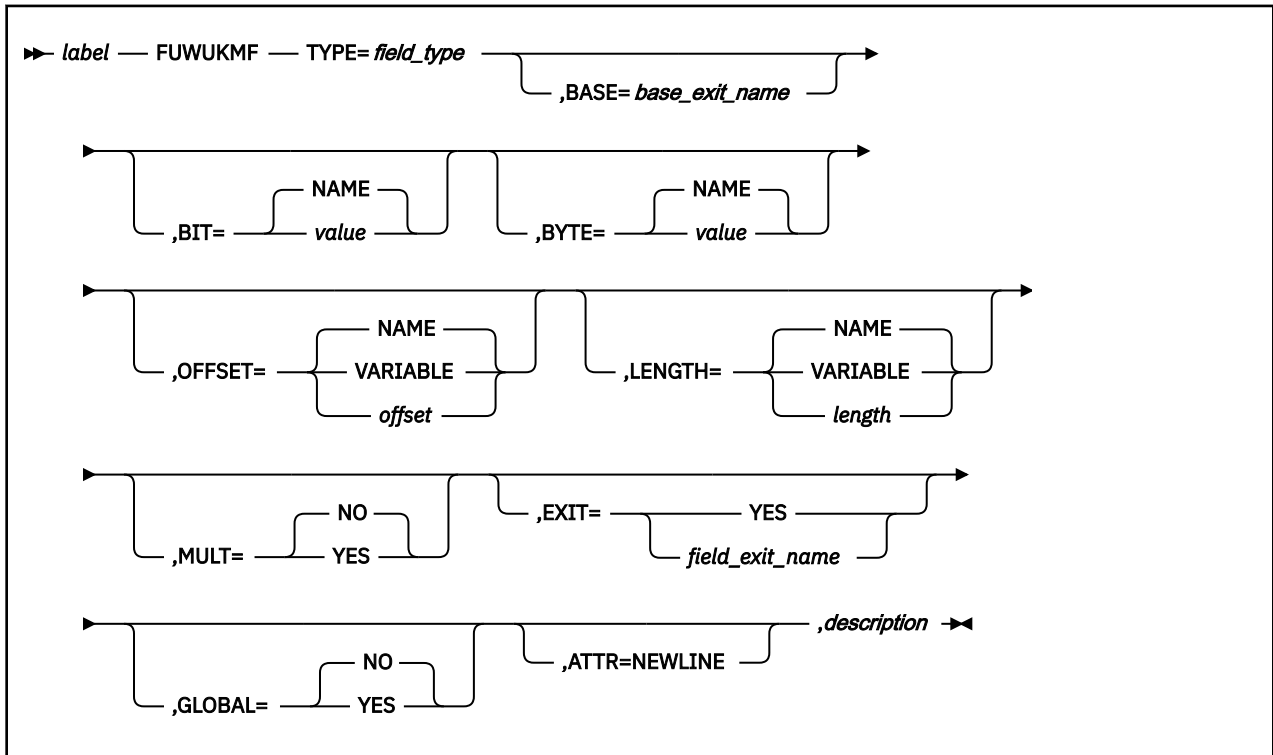 label FUWUKMF TYPE= field_type
,BASE= base_exit_name
NAME NAME
,BIT= value ,BYTE= value
NAME NAME
,OFFSET= VARIABLE ,LENGTH= VARIABLE
offset length
NO ,EXIT= YES
,MULT= YES field_exit_name
,description
NO ,ATTR=NEWLINE
,GLOBAL= YES